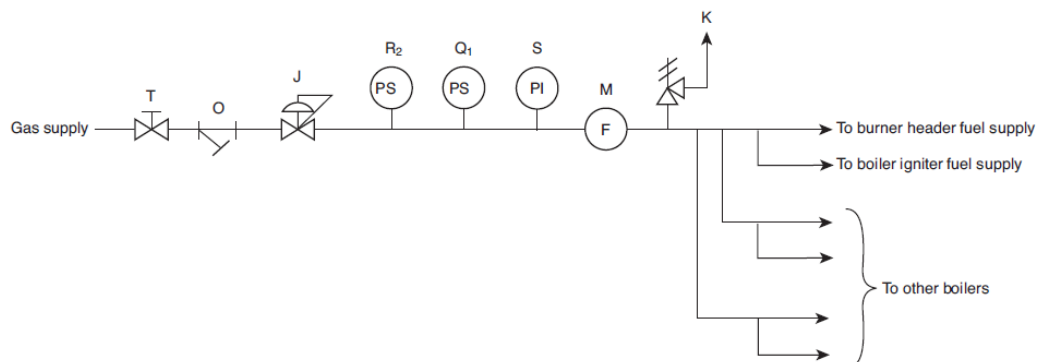 K
R2
Q1
S
J
M
T
O
PS
PS
PI
F
Gas supply
To burner header fuel supply
To boiler igniter fuel supply
To other boilers